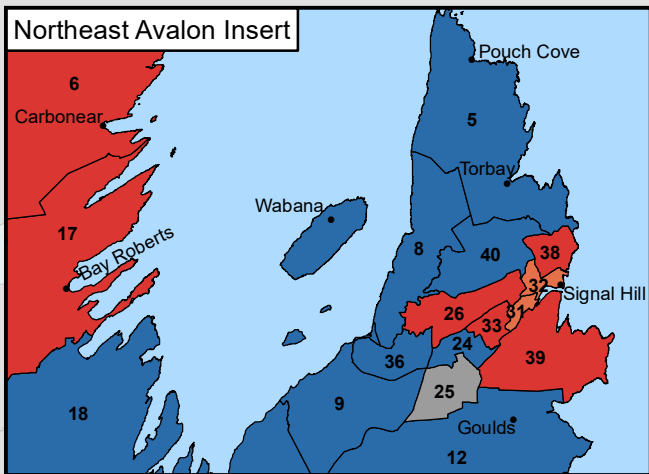 Northeast Avalon Insert
6
Pouch Cove
Carbonear
5
Torbay
Wabana
17
8
40
38
Bay Roberts
32
Signal Hill
26
31
33
24
39
36
25
9
18
Goulds
12